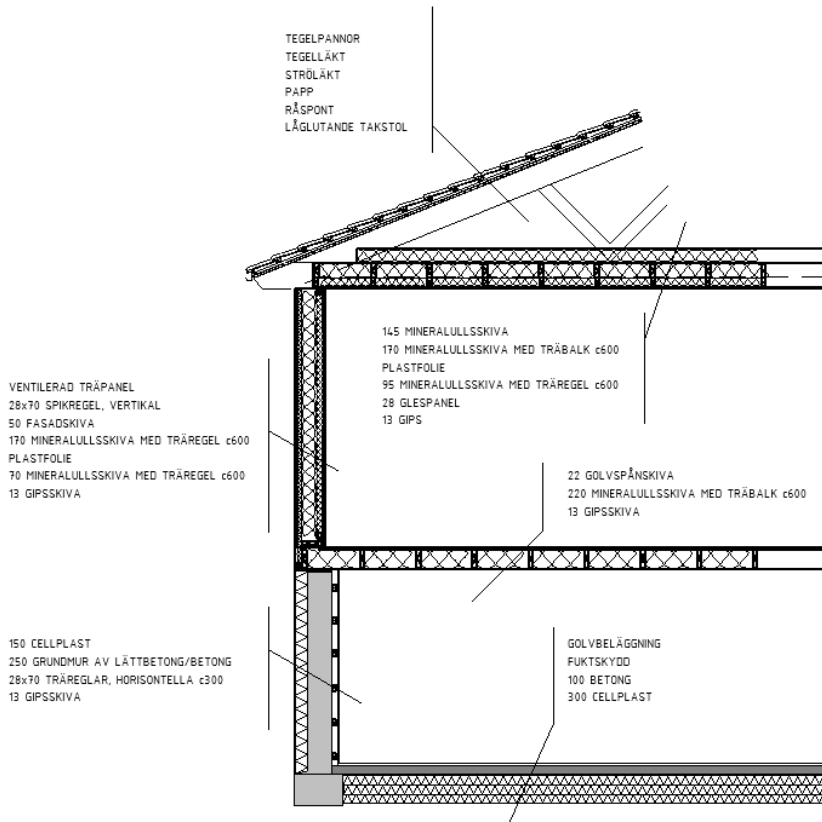 TEGELPANNOR
TEGELLÄKT
STRÖLÄKT
PAPP
RÅSPONT
LÅGLUTANDE TAKSTOL
145 MINERALULLSSKIVA
170 MINERALULLSSKIVA MED TRÄBALK c600
PLASTFOLIE
95 MINERALULLSSKIVA MED TRÄREGEL c600
28 GLESPANEL
13 GIPS
VENTILERAD TRÄPANEL
28x70 SPIKREGEL, VERTIKAL
50 FASADSKIVA
170 MINERALULLSSKIVA MED TRÄREGEL c600
PLASTFOLIE
70 MINERALULLSSKIVA MED TRÄREGEL c600
13 GIPSSKIVA
22 GOLVSPÅNSKIVA
220 MINERALULLSSKIVA MED TRÄBALK c600
13 GIPSSKIVA
150 CELLPLAST
250 GRUNDMUR AV LÄTTBETONG/BETONG
28x70 TRÄREGLAR, HORISONTELLA c300
13 GIPSSKIVA
GOLVBELÄGGNING
FUKTSKYDD
100 BETONG
300 CELLPLAST